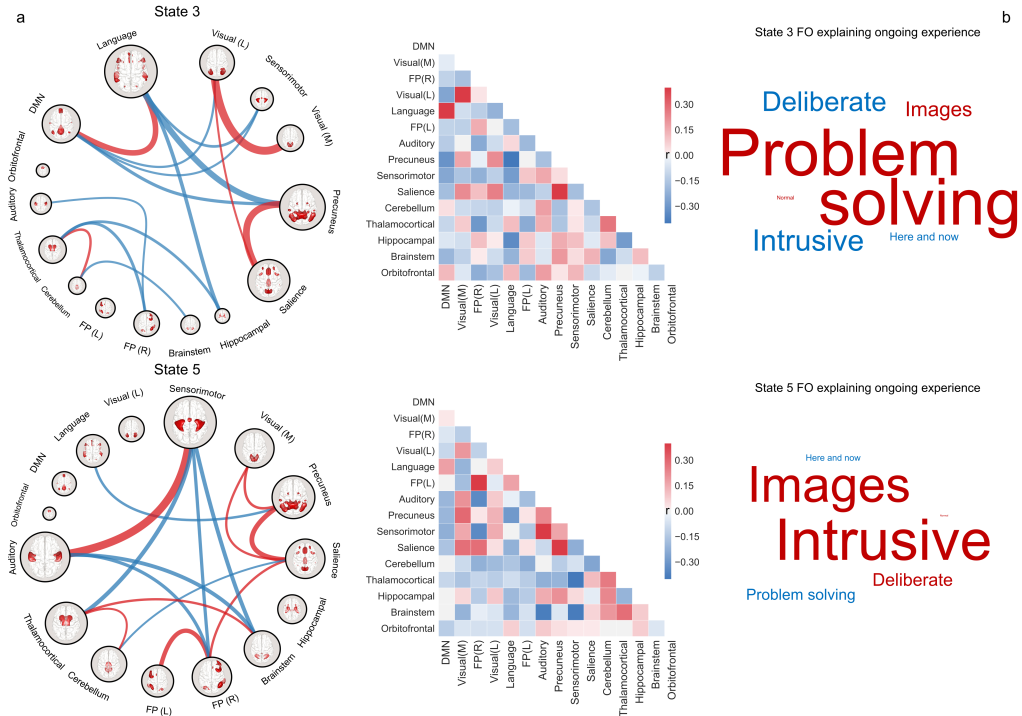 a
b
State 3
Language
Visual (L)
Sensorimotor
Visual (M)
Precuneus
Salience
Hippocampal
Brainstem
FP (R)
FP (L)
Cerebellum
Thalamocortical
Auditory
Orbitofrontal
DMN
DMN
Visual(M)
FP(R)
Visual(L)
Language
FP(L)
Auditory
Precuneus
Sensorimotor
Salience
Cerebellum
Thalamocortical
Hippocampal
Brainstem
Orbitofrontal
DMN
Visual(M)
FP(R)
Visual(L)
Language
FP(L)
Auditory
Precuneus
Sensorimotor
Salience
Cerebellum
Thalamocortical
Hippocampal
Brainstem
Orbitofrontal
0.30
0.15
r 0.00
−0.15
−0.30
State 3 FO explaining ongoing experience
Deliberate
Images
Problem
solving
Normal
Intrusive
Here and now
State 5
Sensorimotor
Visual (M)
Precuneus
Salience
Hippocampal
Brainstem
FP (R)
FP (L)
Cerebellum
Thalamocortical
Auditory
Orbitofrontal
DMN
Language
Visual (L)
DMN
Visual(M)
FP(R)
Visual(L)
Language
FP(L)
Auditory
Precuneus
Sensorimotor
Salience
Cerebellum
Thalamocortical
Hippocampal
Brainstem
Orbitofrontal
DMN
Visual(M)
FP(R)
Visual(L)
Language
FP(L)
Auditory
Precuneus
Sensorimotor
Salience
Cerebellum
Thalamocortical
Hippocampal
Brainstem
Orbitofrontal
0.30
0.15
r 0.00
−0.15
−0.30
State 5 FO explaining ongoing experience
Here and now
Images
Intrusive
Deliberate
Problem solving